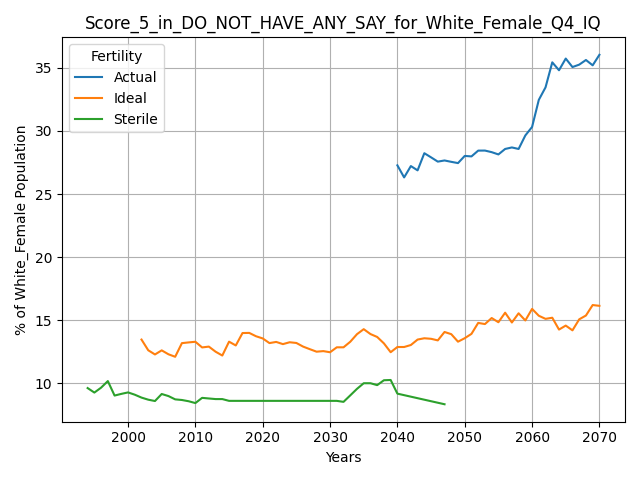 Score_5_in_DO_NOT_HAVE_ANY_SAY_for_White_Female_Q4_IQ
Fertility
Actual
Ideal
Sterile
% of White_Female Population
35
30
25
20
15
10
2000 2010 2020 2030 2040 2050 2060 2070
Years